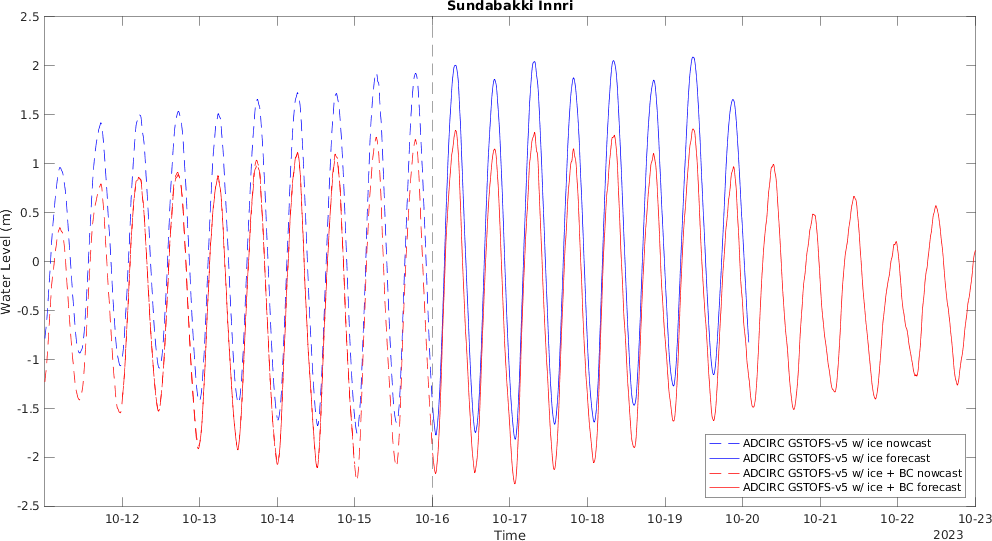 Sundabakki Innri
2.5
2
1.5
1
0.5
0
-0.5
-1
-1.5
-2
-2.5
Water Level (m)
ADCIRC GSTOFS-v5 w/ ice nowcast
ADCIRC GSTOFS-v5 w/ ice forecast
ADCIRC GSTOFS-v5 w/ ice + BC nowcast
ADCIRC GSTOFS-v5 w/ ice + BC forecast
10-12 10-13 10-14 10-15 10-16 10-17 10-18 10-19 10-20 10-21 10-22 10-23
Time
2023